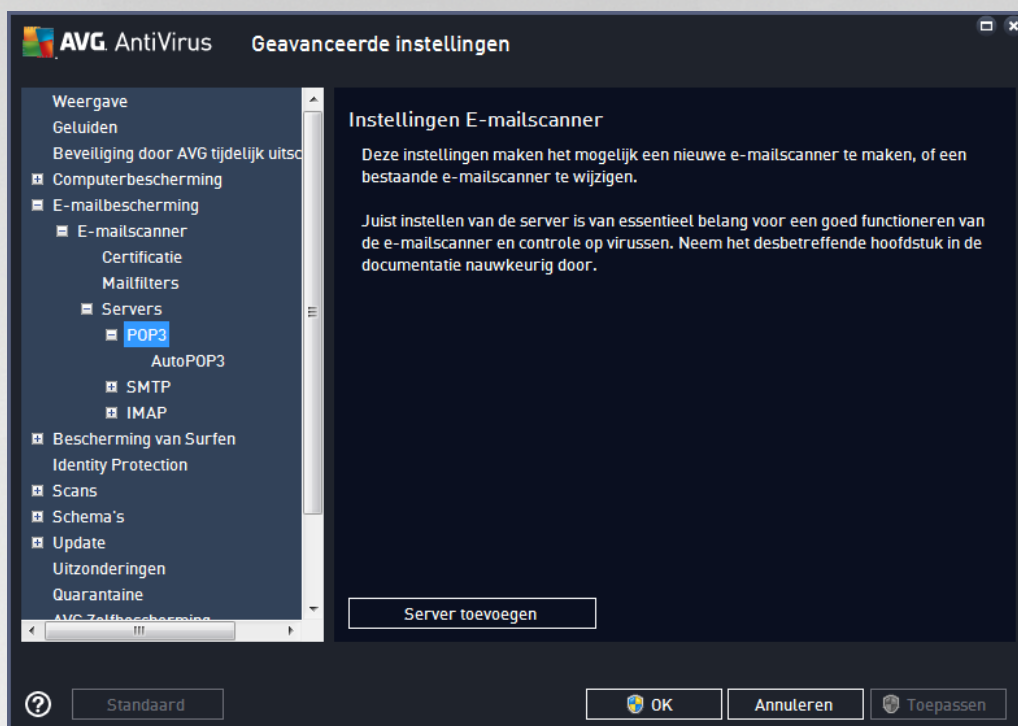 AVG. AntiVirus Geavanceerde instellingen
Weergave
Geluiden
Beveiliging door AVG tijdelijk uitsc
Computerbescherming
E-mailbescherming
E-mailscanner
Certificatie
Mailfilters
Servers
POP3
AutoPOP3
SMTP
IMAP
Bescherming van Surfen
Identity Protection
Scans
Schema's
Update
Uitzonderingen
Quarantaine
AVG Zelfbescherming
Instellingen E-mailscanner
Deze instellingen maken het mogelijk een nieuwe e-mailscanner te maken, of een
bestaande e-mailscanner te wijzigen.
Juist instellen van de server is van essentieel belang voor een goed functioneren van
de e-mailscanner en controle op virussen. Neem het desbetreffende hoofdstuk in de
documentatie nauwkeurig door.
Server toevoegen
Standaard
OK
Annuleren
Toepassen